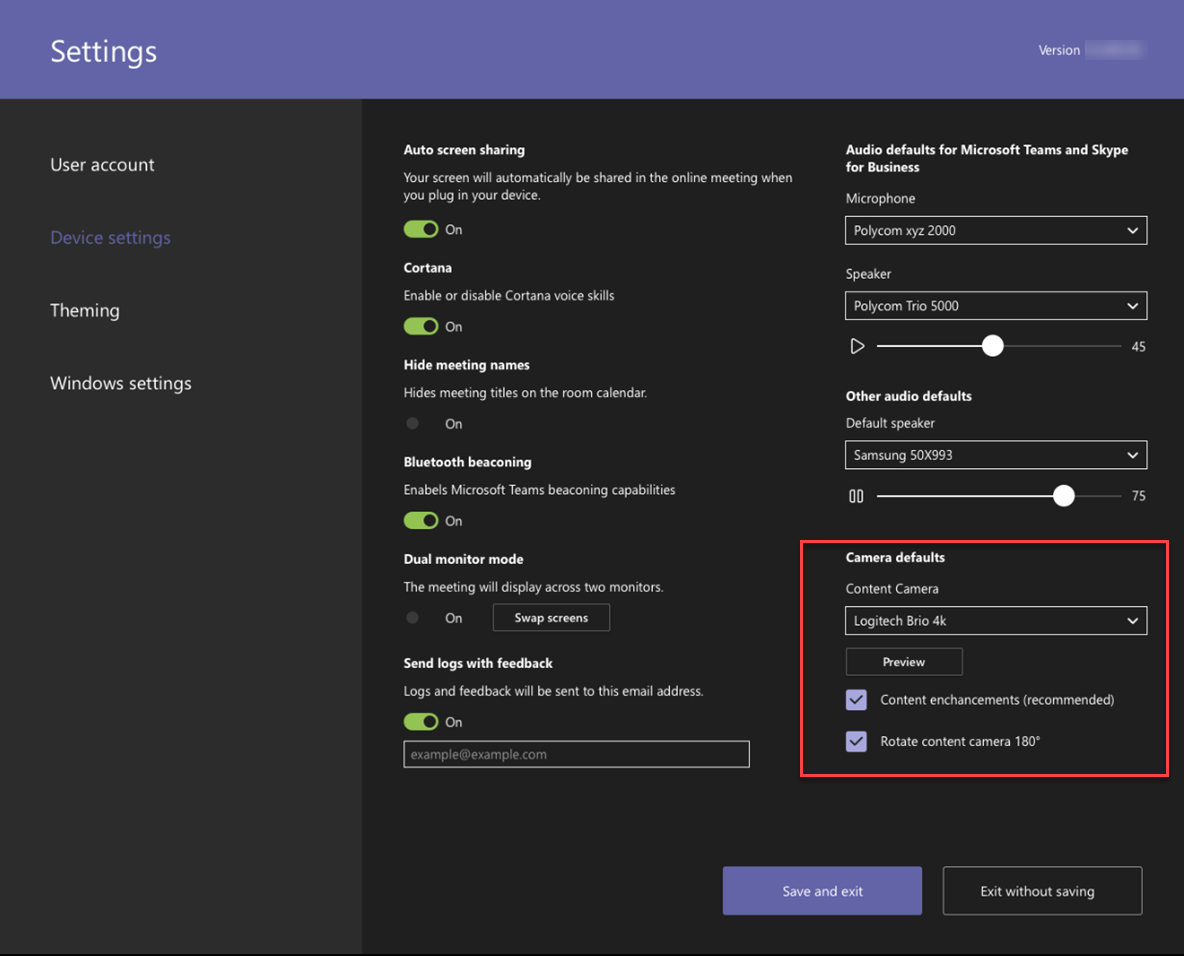 Settings
Version
User account
Device settings
Theming
Windows settings
Auto screen sharing
Your screen will automatically be shared in the online meeting when
you plug in your device.
On
Cortana
Enable or disable Cortana voice skills
On
Hide meeting names
Hides meeting titles on the room calendar.
On
Bluetooth beaconing
Enabels Microsoft Teams beaconing capabilities
On
Dual monitor mode
The meeting will display across two monitors.
On
Swap screens
Send logs with feedback
Logs and feedback will be sent to this email address.
On
example@example.com
Audio defaults for Microsoft Teams and Skype
for Business
Microphone
Polycom xyz 2000
Speaker
Polycom Trio 5000
45
Other audio defaults
Default speaker
Samsung 50X993
75
Camera defaults
Content Camera
Logitech Brio 4k
Preview
Content enchancements (recommended)
Rotate content camera 180°
Save and exit
Exit without saving